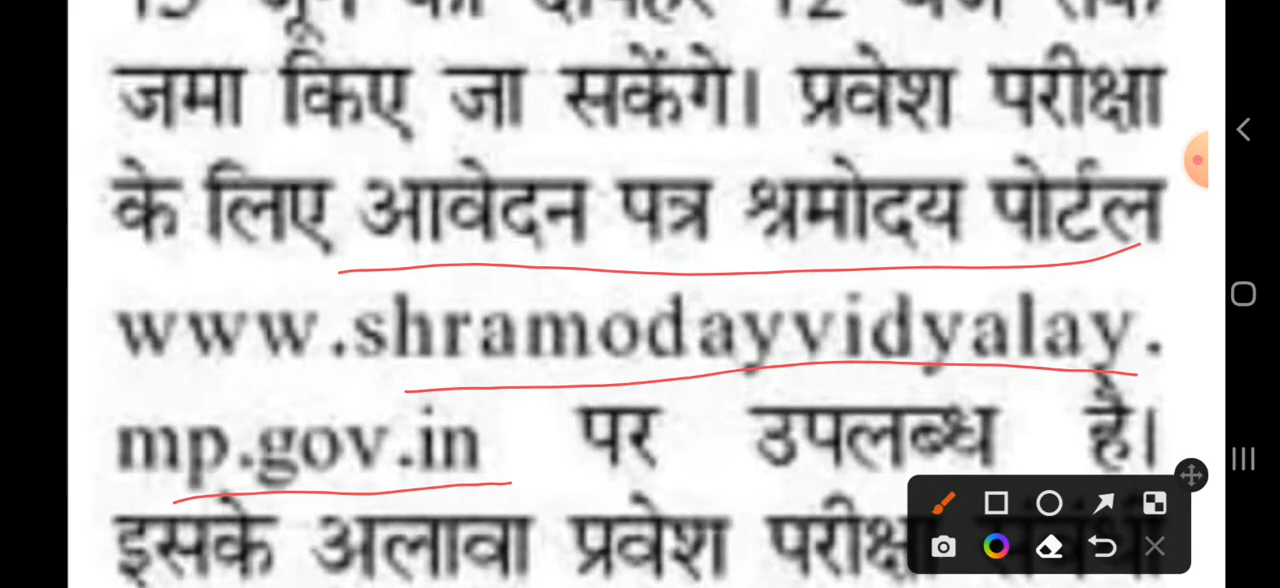 जमा किए जा सकेंगे। प्रवेश परीक्षा
के लिए आवेदन पत्र श्रमोदय पोर्टल
www.shramodayvidyalay.
mp.gov.in पर उपलब्ध है।
इसके अलावा प्रवेश परीक्षा